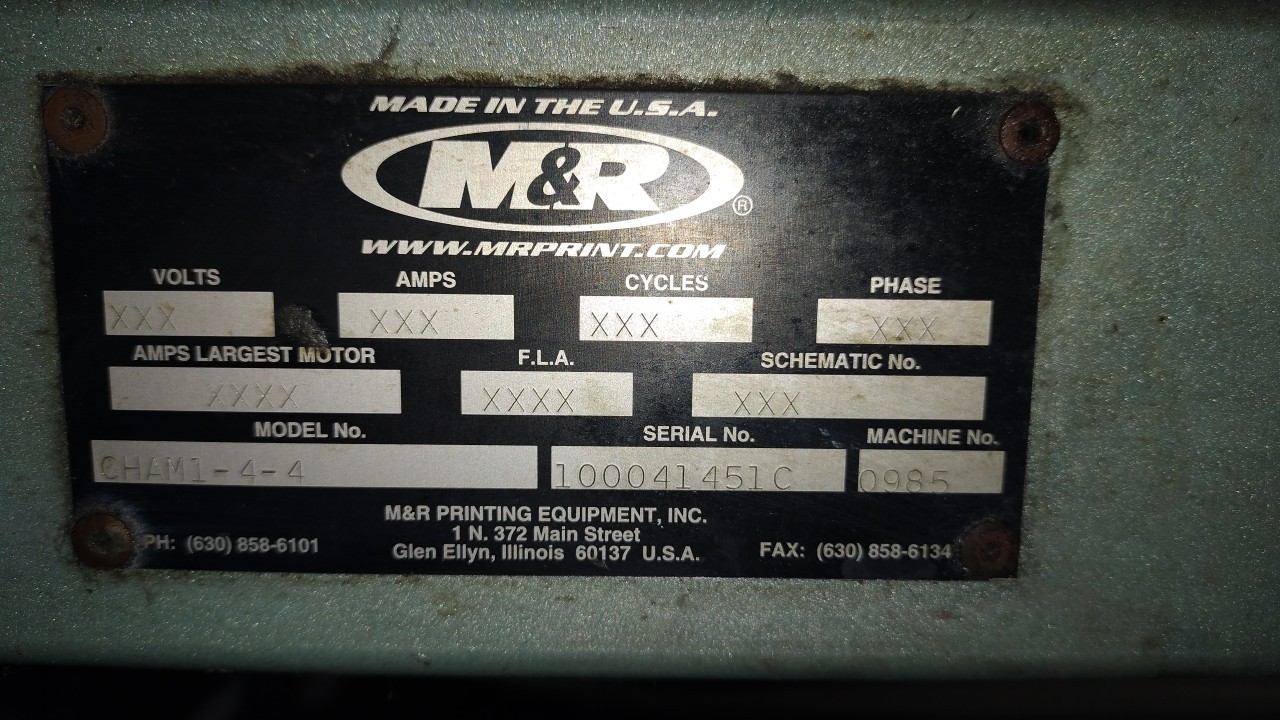 MADE IN THE U.S.A.
M&R ®
WWW.MRPRINT.COM
VOLTS AMPS CYCLES PHASE
XXX XXX XXX XXX
AMPS LARGEST MOTOR F.L.A. SCHEMATIC No.
XXXX XXXX XXX
MODEL No. SERIAL No. MACHINE No.
CHAM1-4-4 100041451C 0985
M&R PRINTING EQUIPMENT, INC.
1 N. 372 Main Street
PH: (630) 858-6101 Glen Ellyn, Illinois 60137 U.S.A. FAX: (630) 858-6134